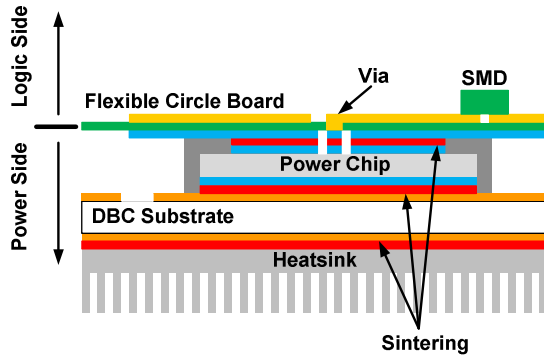 Logic Side
Via
SMD
Flexible Circle Board
Power Side
Power Chip
DBC Substrate
Heatsink
Sintering